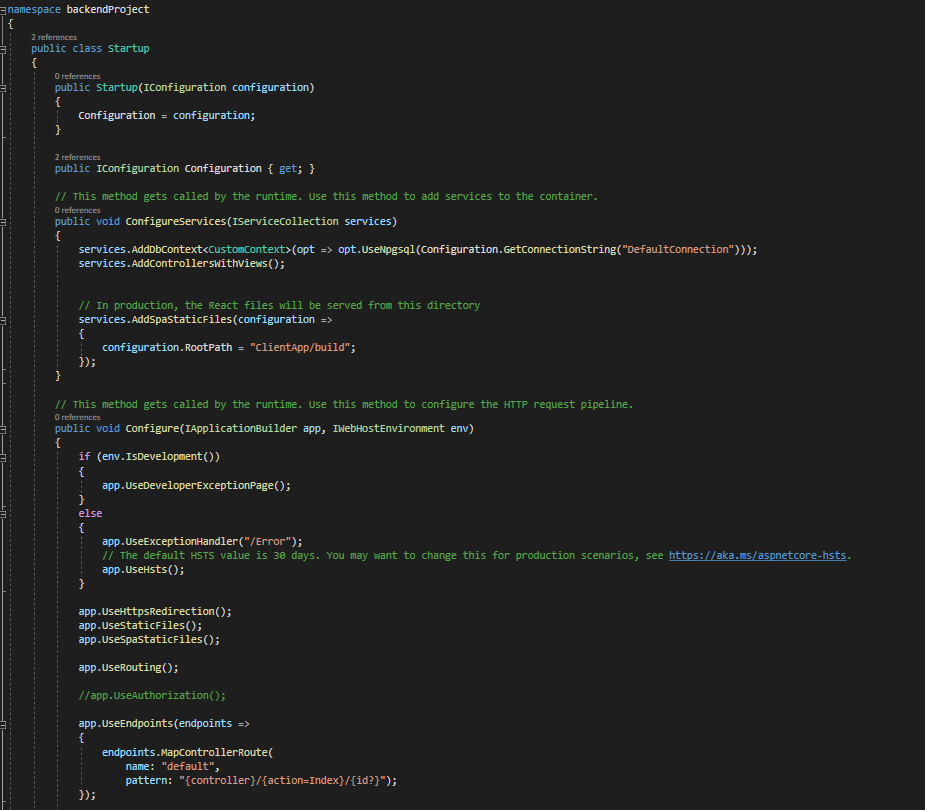 namespace backendProject
{
2 references
public class Startup
{
0 references
public Startup(IConfiguration configuration)
{
Configuration = configuration;
}
2 references
public IConfiguration Configuration { get; }
// This method gets called by the runtime. Use this method to add services to the container.
0 references
public void ConfigureServices(IServiceCollection services)
{
services.AddDbContext<CustomContext>(opt => opt.UseNpgsql(Configuration.GetConnectionString("DefaultConnection")));
services.AddControllersWithViews();
// In production, the React files will be served from this directory
services.AddSpaStaticFiles(configuration =>
{
configuration.RootPath = "ClientApp/build";
});
}
// This method gets called by the runtime. Use this method to configure the HTTP request pipeline.
0 references
public void Configure(IApplicationBuilder app, IWebHostEnvironment env)
{
if (env.IsDevelopment())
{
app.UseDeveloperExceptionPage();
}
else
{
app.UseExceptionHandler("/Error");
// The default HSTS value is 30 days. You may want to change this for production scenarios, see https://aka.ms/aspnetcore-hsts.
app.UseHsts();
}
app.UseHttpsRedirection();
app.UseStaticFiles();
app.UseSpaStaticFiles();
app.UseRouting();
//app.UseAuthorization();
app.UseEndpoints(endpoints =>
{
endpoints.MapControllerRoute(
name: "default",
pattern: "{controller}/{action=Index}/{id?}");
});